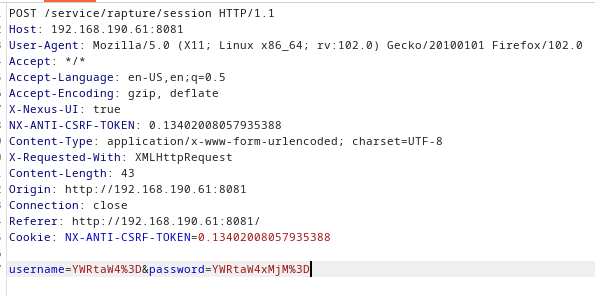 POST /service/rapture/session HTTP/1.1
Host: 192.168.190.61:8081
User-Agent: Mozilla/5.0 (X11; Linux x86_64; rv:102.0) Gecko/20100101 Firefox/102.0
Accept: */*
Accept-Language: en-US,en;q=0.5
Accept-Encoding: gzip, deflate
X-Nexus-UI: true
NX-ANTI-CSRF-TOKEN: 0.13402008057935388
Content-Type: application/x-www-form-urlencoded; charset=UTF-8
X-Requested-With: XMLHttpRequest
Content-Length: 43
Origin: http://192.168.190.61:8081
Connection: close
Referer: http://192.168.190.61:8081/
Cookie: NX-ANTI-CSRF-TOKEN=0.13402008057935388
username=YWRtaW4%3D&password=YWRtaW4xMjM%3D